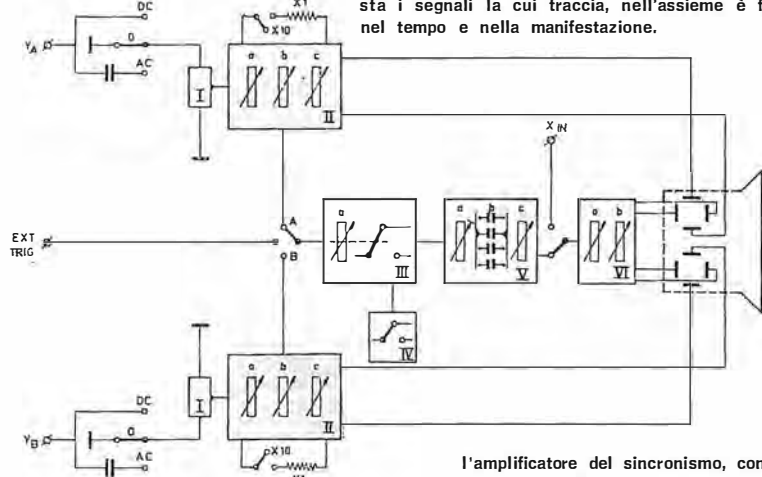 sta i segnali la cui traccia, nell'assieme è f
nel tempo e nella manifestazione.
DC
X1
X10
YA
0
AC
I
a b c
II
X IN
EXT
TRIG
A
B
a
III
a b c
V
a b
VI
IV
DC
YB
0
AC
I
a b c
II
X10
l'amplificatore del sincronismo, con